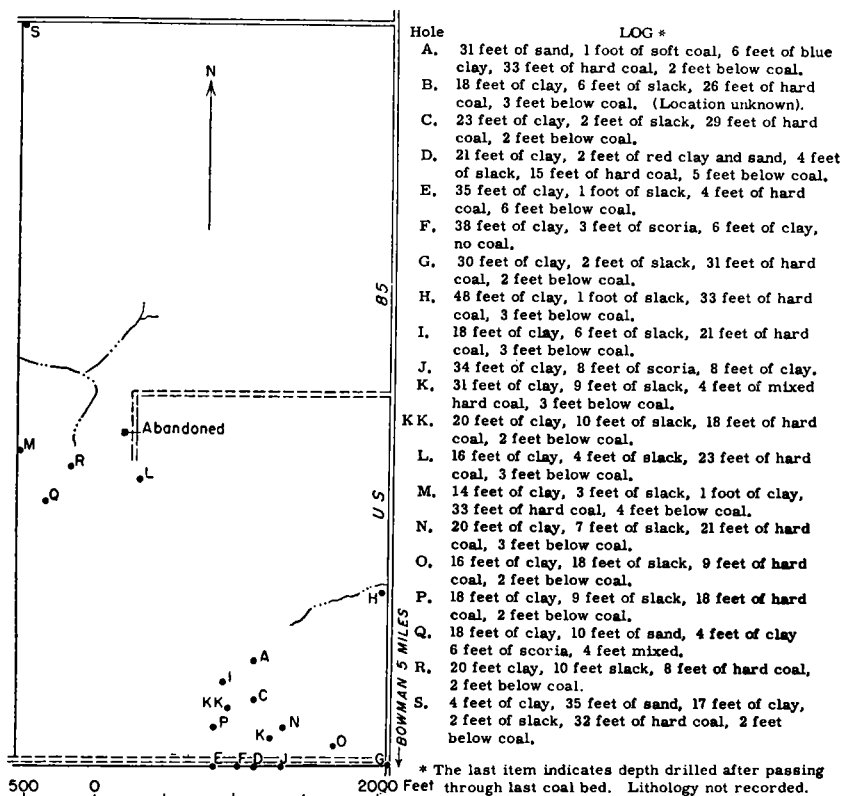 S
N
85
Abandoned
M
R
L
Q
US
H
BOWMAN 5 MILES
A
I
C
KK
P
N
K
O
E F D J G
500 0 2000 Feet
Hole LOG *
A. 31 feet of sand, 1 foot of soft coal, 6 feet of blue
clay, 33 feet of hard coal, 2 feet below coal.
B. 18 feet of clay, 6 feet of slack, 26 feet of hard
coal, 3 feet below coal. (Location unknown).
C. 23 feet of clay, 2 feet of slack, 29 feet of hard
coal, 2 feet below coal.
D. 21 feet of clay, 2 feet of red clay and sand, 4 feet
of slack, 15 feet of hard coal, 5 feet below coal.
E. 35 feet of clay, 1 foot of slack, 4 feet of hard
coal, 6 feet below coal.
F. 38 feet of clay, 3 feet of scoria, 6 feet of clay,
no coal.
G. 30 feet of clay, 2 feet of slack, 31 feet of hard
coal, 2 feet below coal.
H. 48 feet of clay, 1 foot of slack, 33 feet of hard
coal, 3 feet below coal.
I. 18 feet of clay, 6 feet of slack, 21 feet of hard
coal, 3 feet below coal.
J. 34 feet of clay, 8 feet of scoria, 8 feet of clay.
K. 31 feet of clay, 9 feet of slack, 4 feet of mixed
hard coal, 3 feet below coal.
KK. 20 feet of clay, 10 feet of slack, 18 feet of hard
coal, 2 feet below coal.
L. 16 feet of clay, 4 feet of slack, 23 feet of hard
coal, 3 feet below coal.
M. 14 feet of clay, 3 feet of slack, 1 foot of clay,
33 feet of hard coal, 4 feet below coal.
N. 20 feet of clay, 7 feet of slack, 21 feet of hard
coal, 3 feet below coal.
O. 16 feet of clay, 18 feet of slack, 9 feet of hard
coal, 2 feet below coal.
P. 18 feet of clay, 9 feet of slack, 18 feet of hard
coal, 2 feet below coal.
Q. 18 feet of clay, 10 feet of sand, 4 feet of clay
6 feet of scoria, 4 feet mixed.
R. 20 feet clay, 10 feet slack, 8 feet of hard coal,
2 feet below coal.
S. 4 feet of clay, 35 feet of sand, 17 feet of clay,
2 feet of slack, 32 feet of hard coal, 2 feet
below coal.
* The last item indicates depth drilled after passing
through last coal bed. Lithology not recorded.